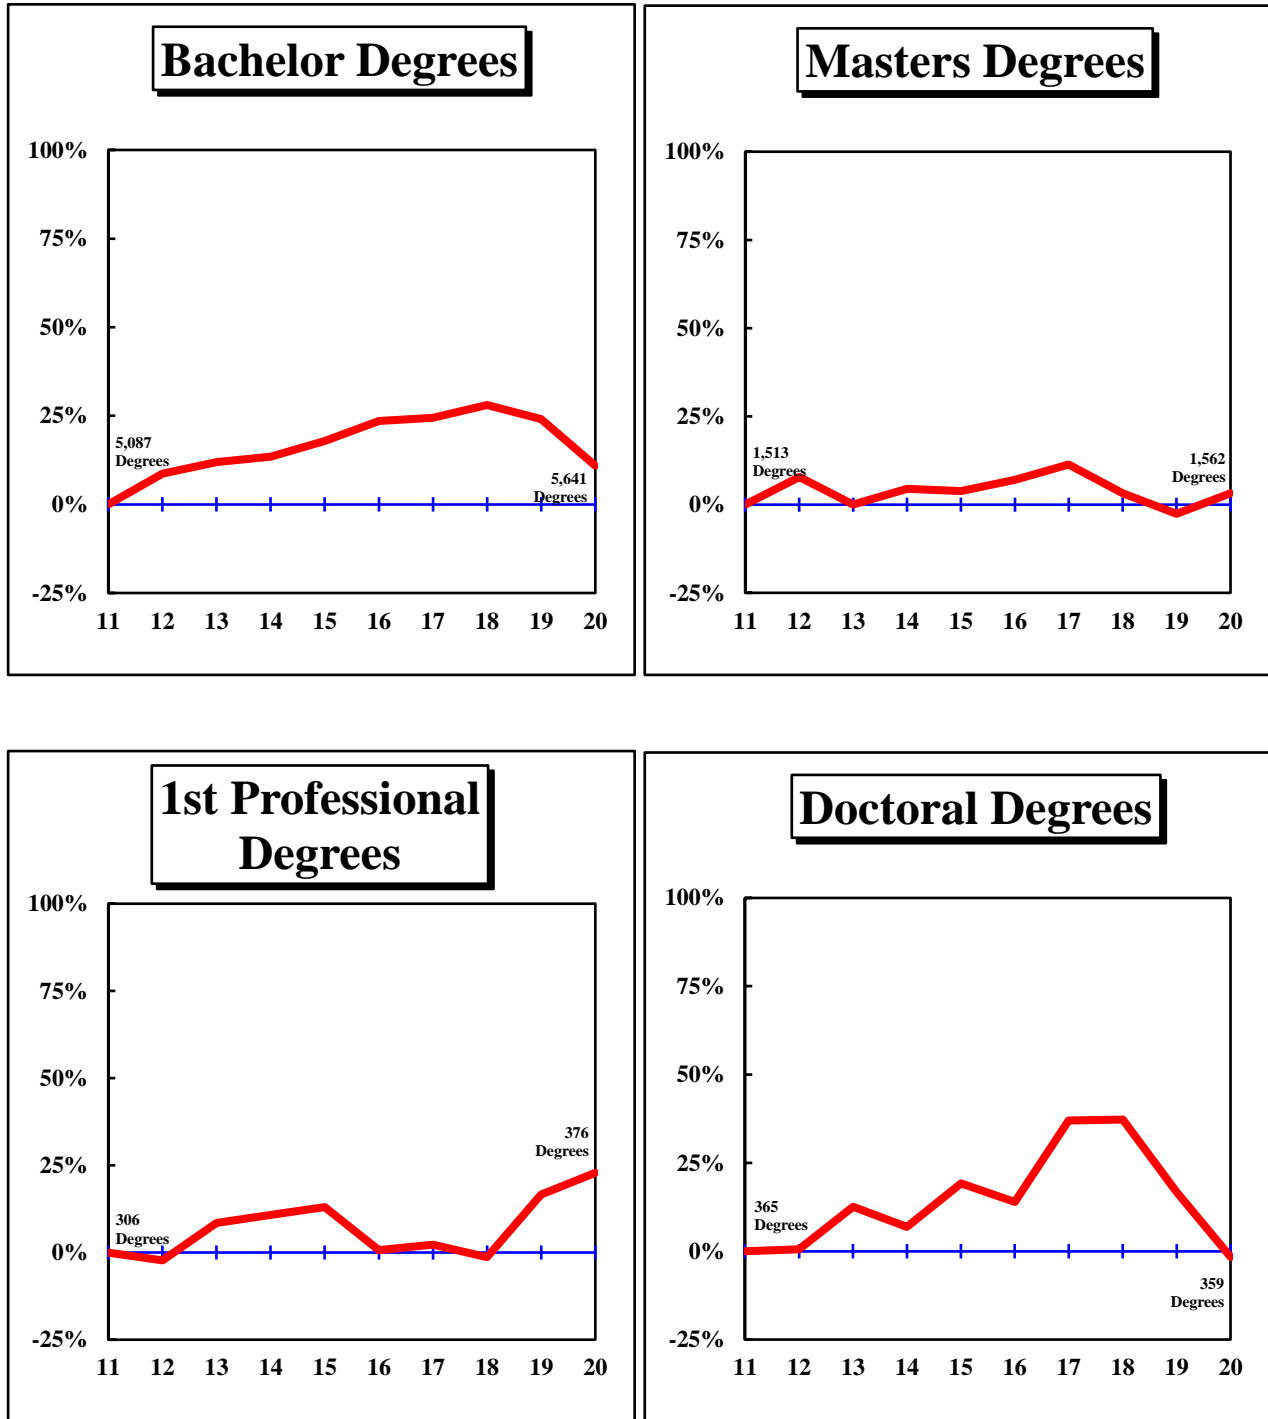 Bachelor Degrees
100%
75%
50%
25%
0%
-25%
5,087
Degrees
5,641
Degrees
11 12 13 14 15 16 17 18 19 20
Masters Degrees
100%
75%
50%
25%
0%
-25%
1,513
Degrees
1,562
Degrees
11 12 13 14 15 16 17 18 19 20
1st Professional
Degrees
100%
75%
50%
25%
0%
-25%
306
Degrees
376
Degrees
11 12 13 14 15 16 17 18 19 20
Doctoral Degrees
100%
75%
50%
25%
0%
-25%
365
Degrees
359
Degrees
11 12 13 14 15 16 17 18 19 20